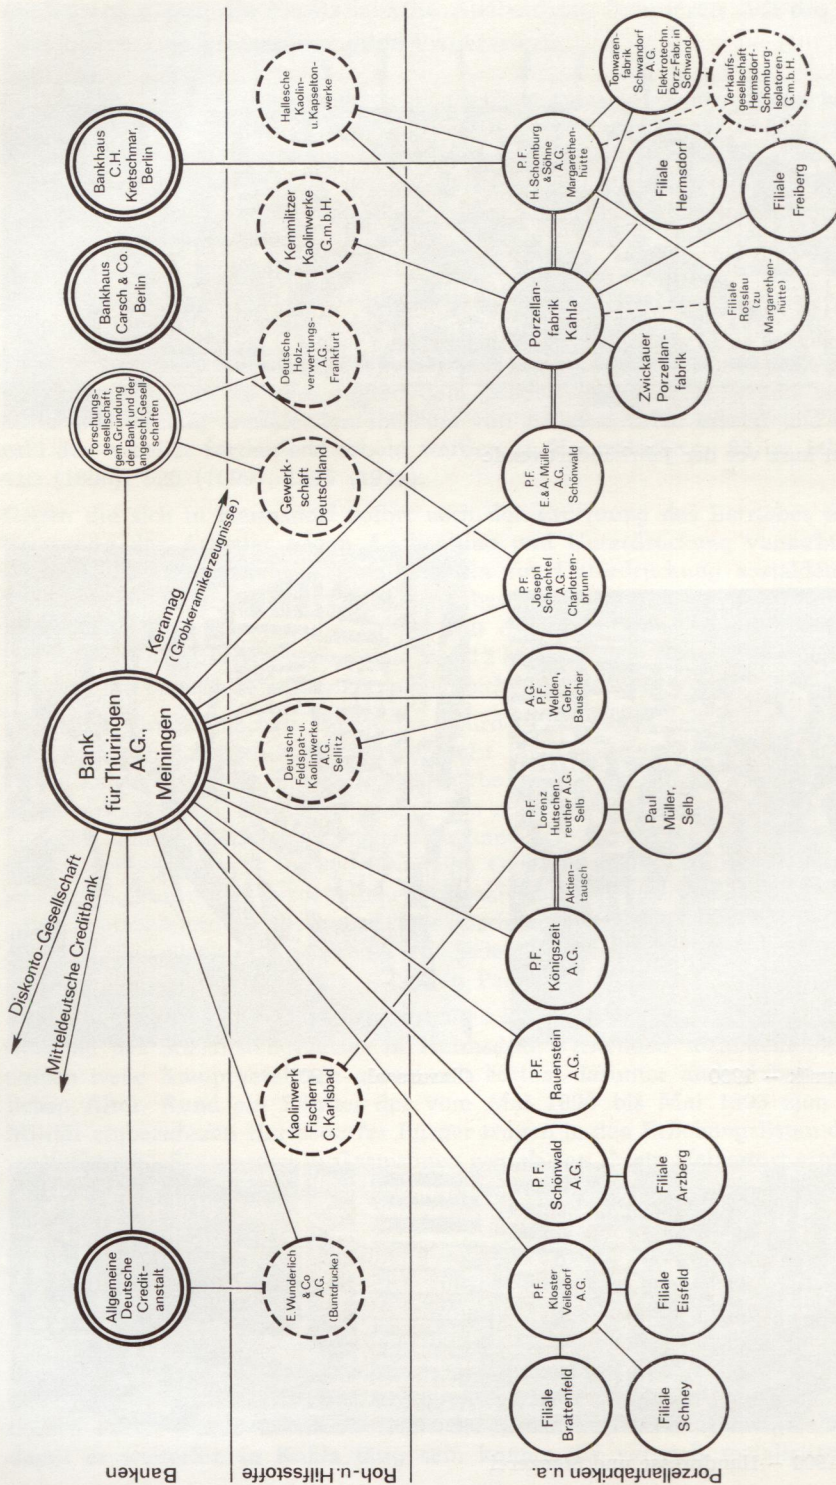 Banken
Allgemeine
Deutsche
Credit-
anstalt
Diskonto-Gesellschaft
Mitteldeutsche Creditbank
Bank
für Thüringen
A.G.,
Meiningen
Keramag
(Grobkeramikerzeugnisse)
Forschungs-
gesellschaft,
gem. Gründung
der Bank und der
angeschl. Gesell-
schaften
Bankhaus
Carsch & Co.
Berlin
Bankhaus
C.H.
Kretschmar,
Berlin
Roh-u. Hilfsstoffe
E. Wunderlich
& Co
A.G.
(Buntdrucke)
Kaolinwerk
Fischern
C. Karlsbad
Deutsche
Feldspat-u.
Kaolinwerke
A.G.,
Sellitz
Gewerk-
schaft
Deutschland
Deutsche
Holz-
verwertungs-
A.G.
Frankfurt
Kemmlitzer
Kaolinwerke
G.m.b.H.
Hallesche
Kaolin-
u. Kapselton-
werke
Porzellanfabriken u.a.
Filiale
Brattenfeld
Filiale
Schney
P.F.
Kloster
Veilsdorf
A.G.
Filiale
Eisfeld
P.F.
Schönwald
A.G.
Filiale
Arzberg
P.F.
Rauenstein
A.G.
P.F.
Königszeit
A.G.
Aktien-
tausch
P.F.
Lorenz
Hutschen-
reuther A.G.
Selb
Paul
Müller,
Selb
A.G.
P.F.
Welden,
Gebr.
Bauscher
P.F.
Joseph
Schachtel
A.G.
Charlotten-
brunn
P.F.
E. & A. Müller
A.G.
Schönwald
Porzellan-
fabrik
Kahla
Zwickauer
Porzellan-
fabrik
P.F.
H. Schomburg
& Söhne
A.G.
Margarethen-
hütte
Filiale
Rosslau
(zu
Margarethen-
hütte)
Tonwaren-
fabrik
Schwandorf
A.G.
Elektrotechn.
Porz-Fabr. in
Schwand.
Filiale
Hermsdorf
Filiale
Freiberg
Verkaufs-
gesellschaft
Hermsdorf-
Schomburg-
Isolatoren-
G.m.b.H.